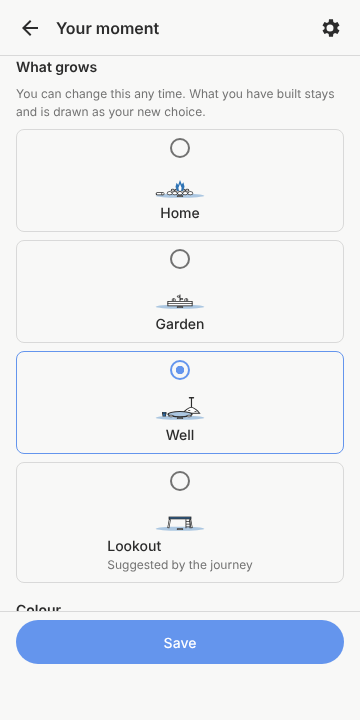 Your moment
What grows
You can change this any time. What you have built stays
and is drawn as your new choice.
Home
Garden
Well
Lookout
Suggested by the journey
Colour
Save